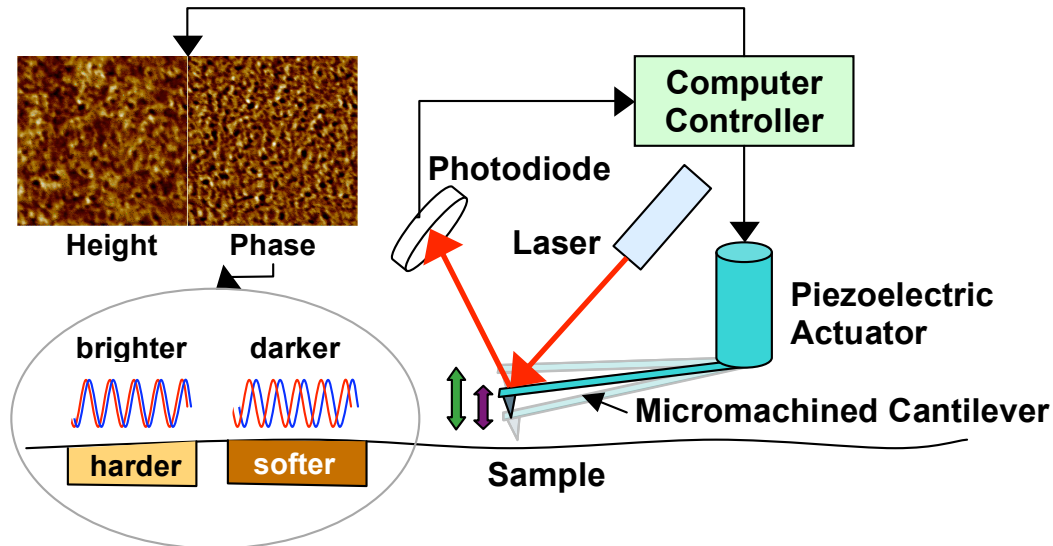 Computer
Controller
Photodiode
Laser
Height
Phase
Piezoelectric
Actuator
brighter
darker
Micromachined Cantilever
harder
softer
Sample